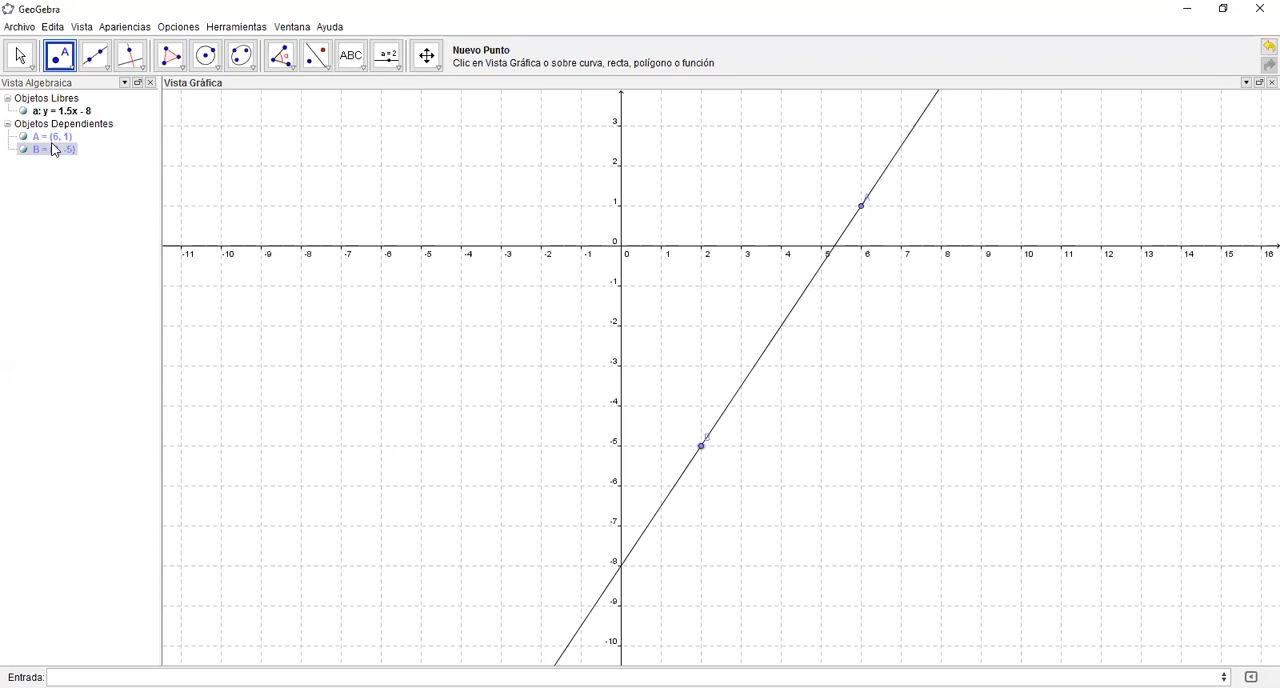 GeoGebra
Archivo Edita Vista Apariencias Opciones Herramientas Ventana Ayuda
A ABC a=2 Nuevo Punto
Clic en Vista Gráfica o sobre curva, recta, polígono o función
Vista Algebraica Vista Gráfica
Objetos Libres
a: y = 1.5x - 8
Objetos Dependientes
A = (6, 1)
B = -5)
3
2
A
1
0
-11 -10 -9 -8 -7 -6 -5 -4 -3 -2 -1 0 1 2 3 4 5 6 7 8 9 10 11 12 13 14 15 16
-1
-2
-3
-4
B
-5
-6
-7
-8
-9
-10
Entrada: